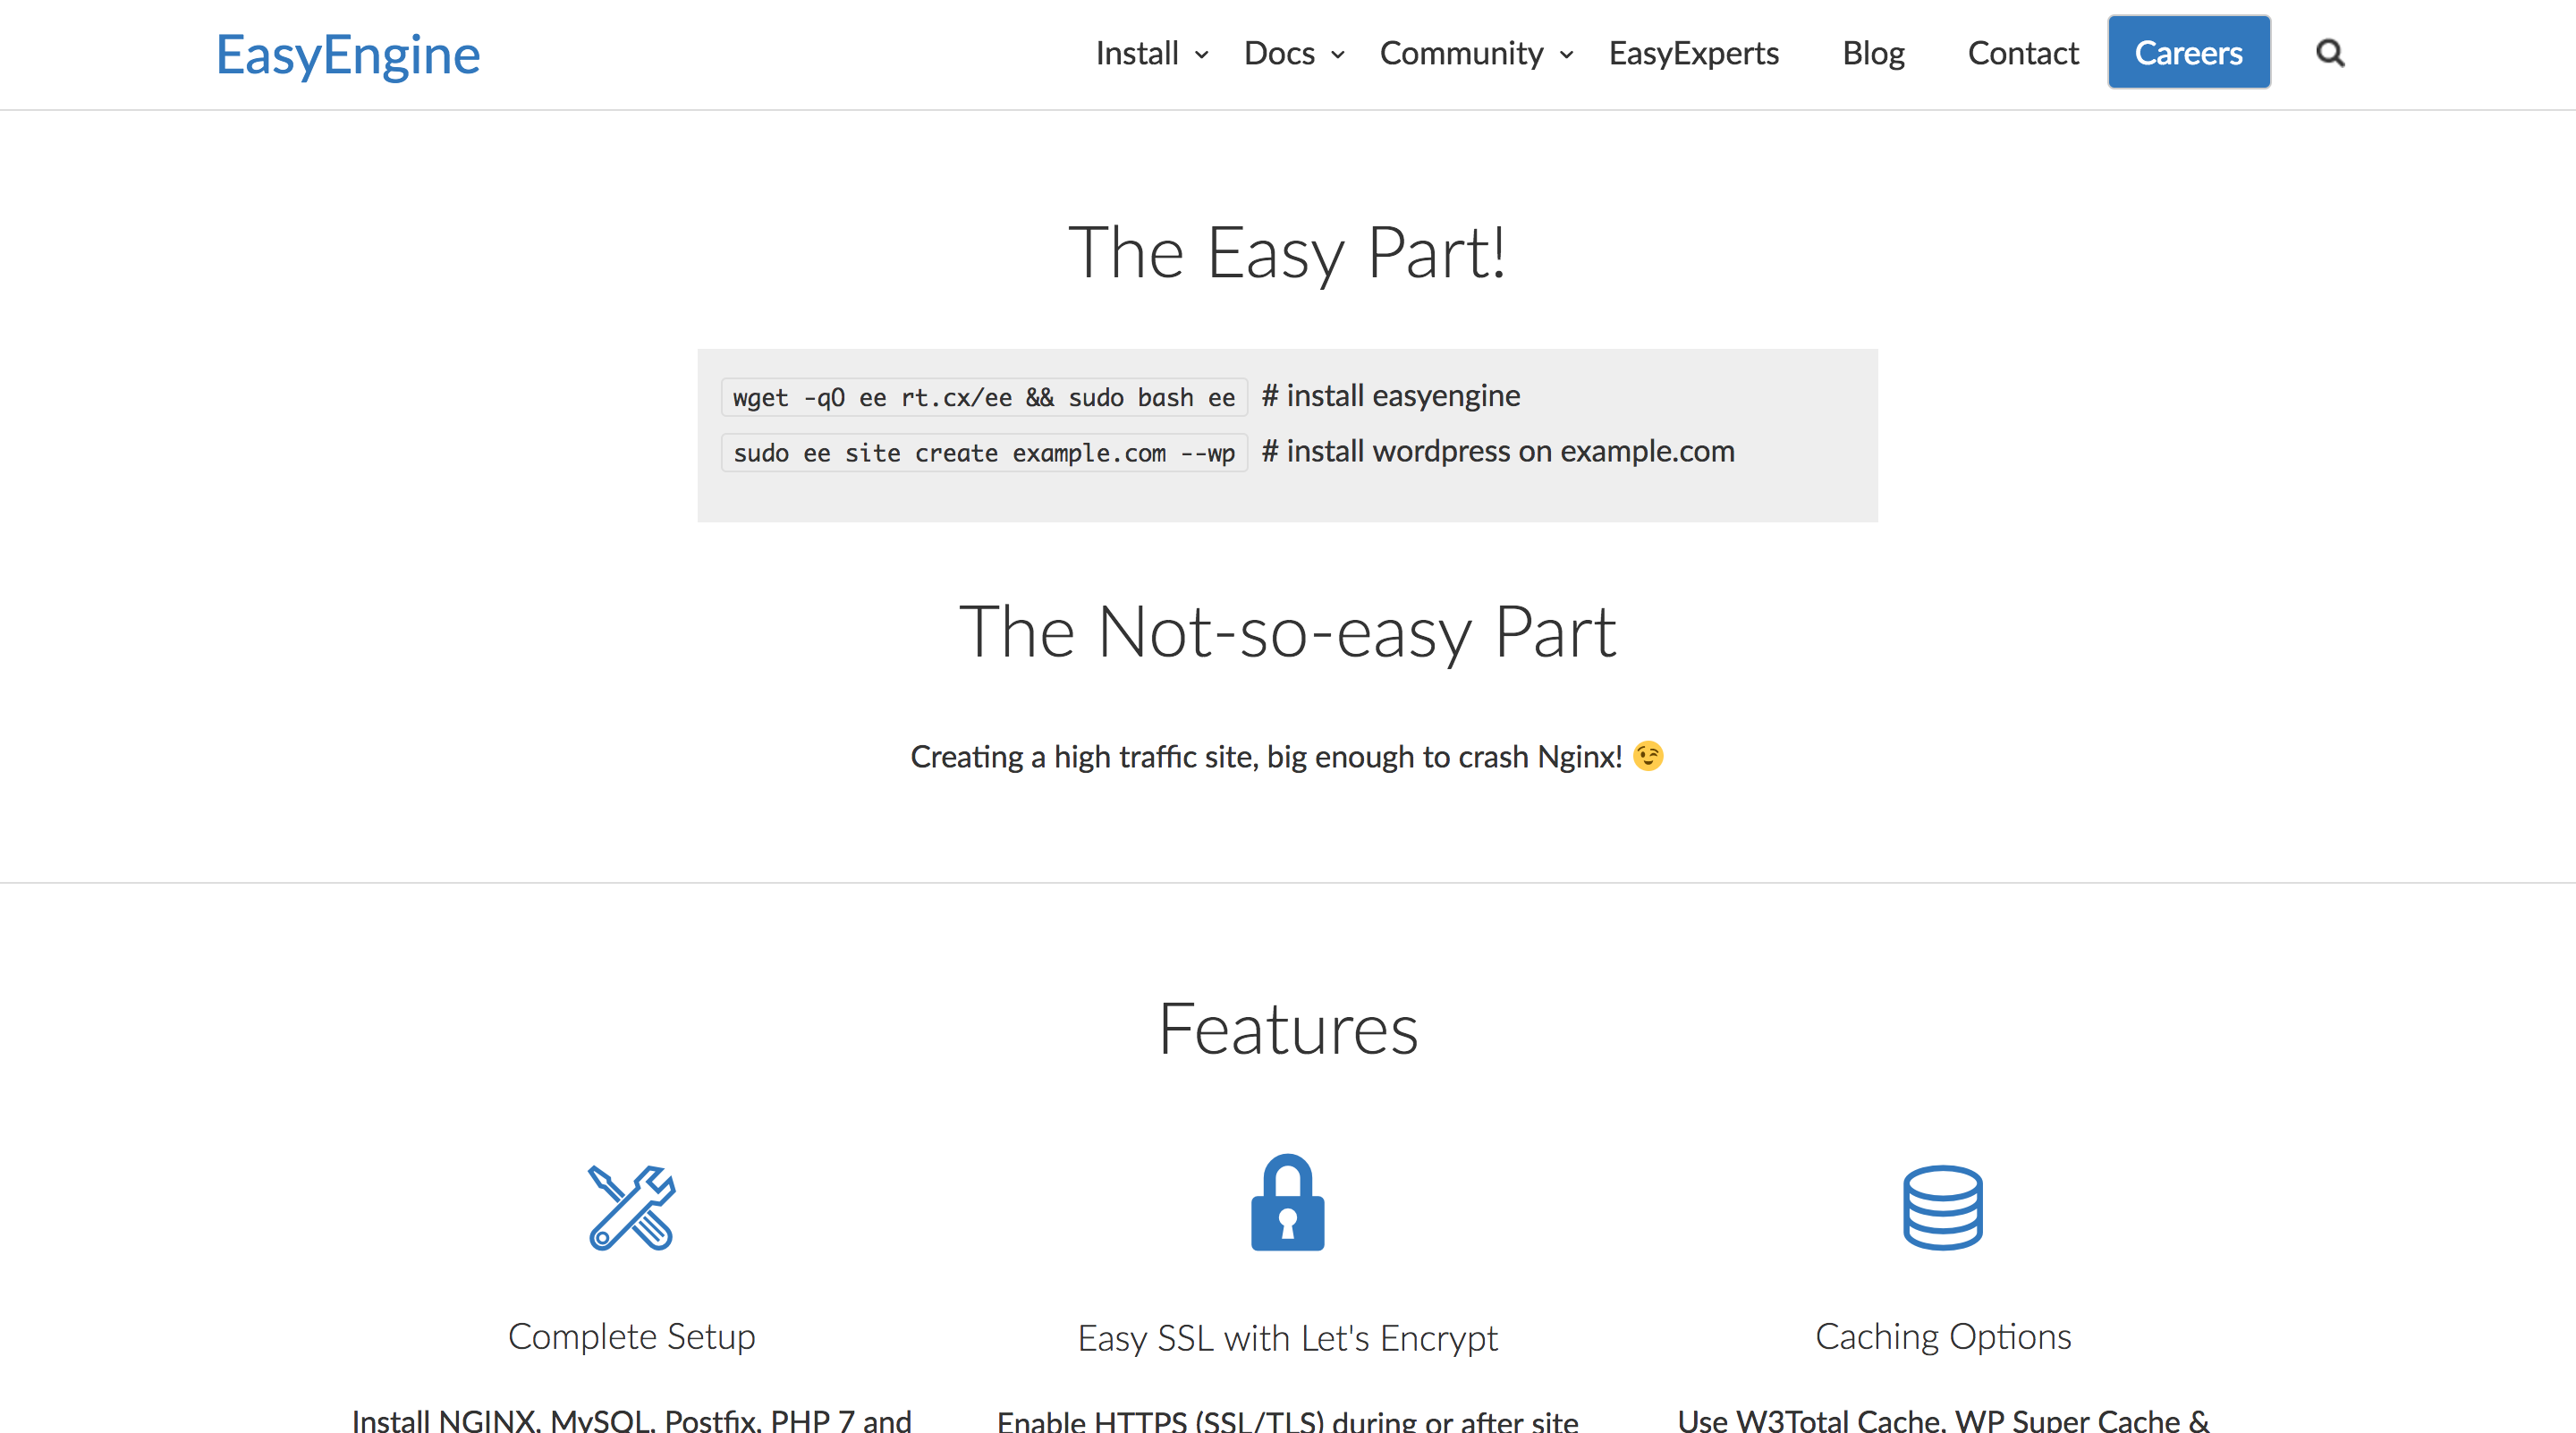 EasyEngine
Install Docs Community EasyExperts Blog Contact Careers
The Easy Part!
wget -qO ee rt.cx/ee && sudo bash ee # install easyengine
sudo ee site create example.com --wp # install wordpress on example.com
The Not-so-easy Part
Creating a high traffic site, big enough to crash Nginx! 😉
Features
Complete Setup
Easy SSL with Let's Encrypt
Caching Options
Install NGINX, MySQL, Postfix, PHP 7 and
Enable HTTPS (SSL/TLS) during or after site
Use W3Total Cache, WP Super Cache &